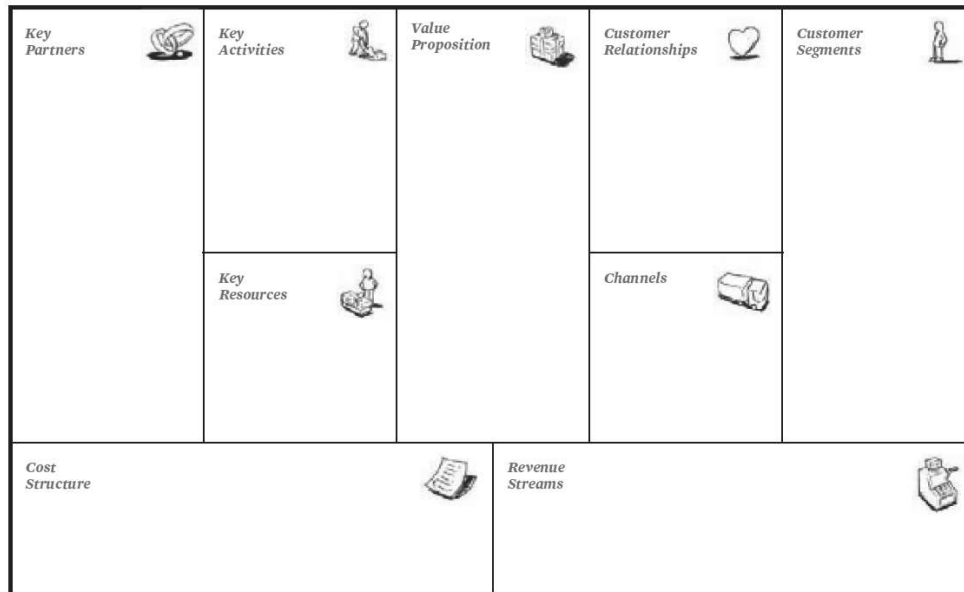 Key
Partners
Key
Activities
Value
Proposition
Customer
Relationships
Customer
Segments
Key
Resources
Channels
Cost
Structure
Revenue
Streams